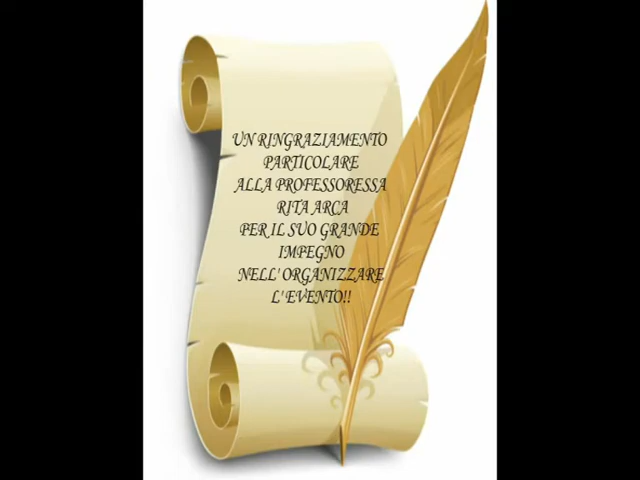 UN RINGRAZIAMENTO
PARTICOLARE
ALLA PROFESSORESSA
RITA ARCA
PER IL SUO GRANDE
IMPEGNO
NELL' ORGANIZZARE
L' EVENTO!!